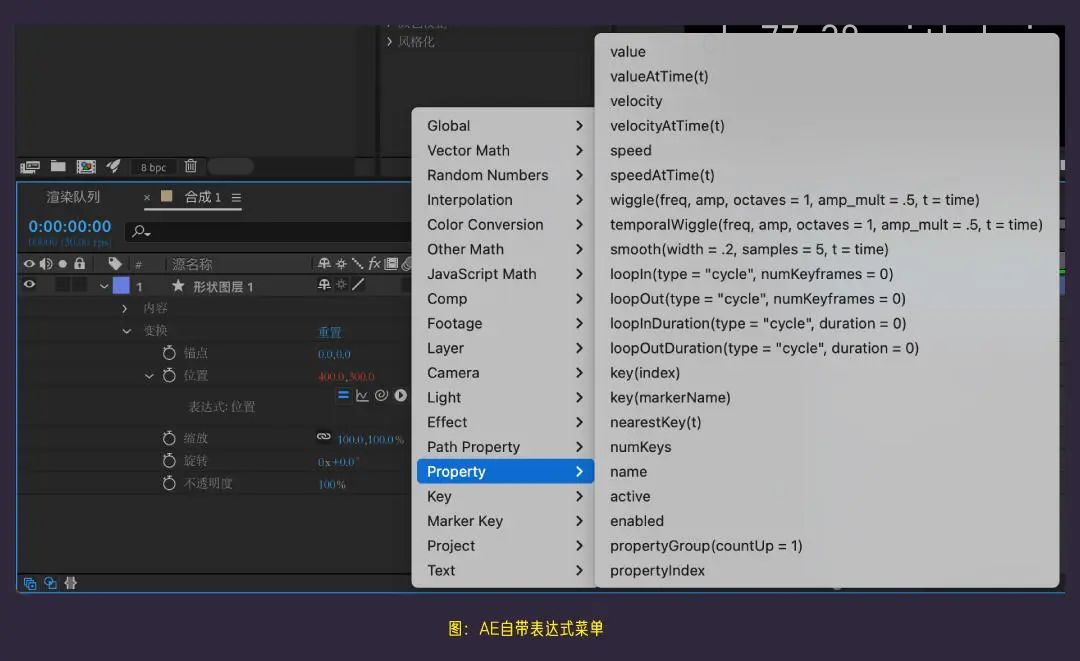 风格化
8 bpc
渲染队列
× 合成 1
0:00:00:00
00000 (30.00 fps)
# 源名称
1 形状图层 1
内容
变换 重置
锚点 0.0,0.0
位置 400.0,300.0
表达式: 位置
缩放 100.0,100.0%
旋转 0x+0.0°
不透明度 100%
Global
Vector Math
Random Numbers
Interpolation
Color Conversion
Other Math
JavaScript Math
Comp
Footage
Layer
Camera
Light
Effect
Path Property
Property
Key
Marker Key
Project
Text
value
valueAtTime(t)
velocity
velocityAtTime(t)
speed
speedAtTime(t)
wiggle(freq, amp, octaves = 1, amp_mult = .5, t = time)
temporalWiggle(freq, amp, octaves = 1, amp_mult = .5, t = time)
smooth(width = .2, samples = 5, t = time)
loopIn(type = "cycle", numKeyframes = 0)
loopOut(type = "cycle", numKeyframes = 0)
loopInDuration(type = "cycle", duration = 0)
loopOutDuration(type = "cycle", duration = 0)
key(index)
key(markerName)
nearestKey(t)
numKeys
name
active
enabled
propertyGroup(countUp = 1)
propertyIndex
图：AE自带表达式菜单